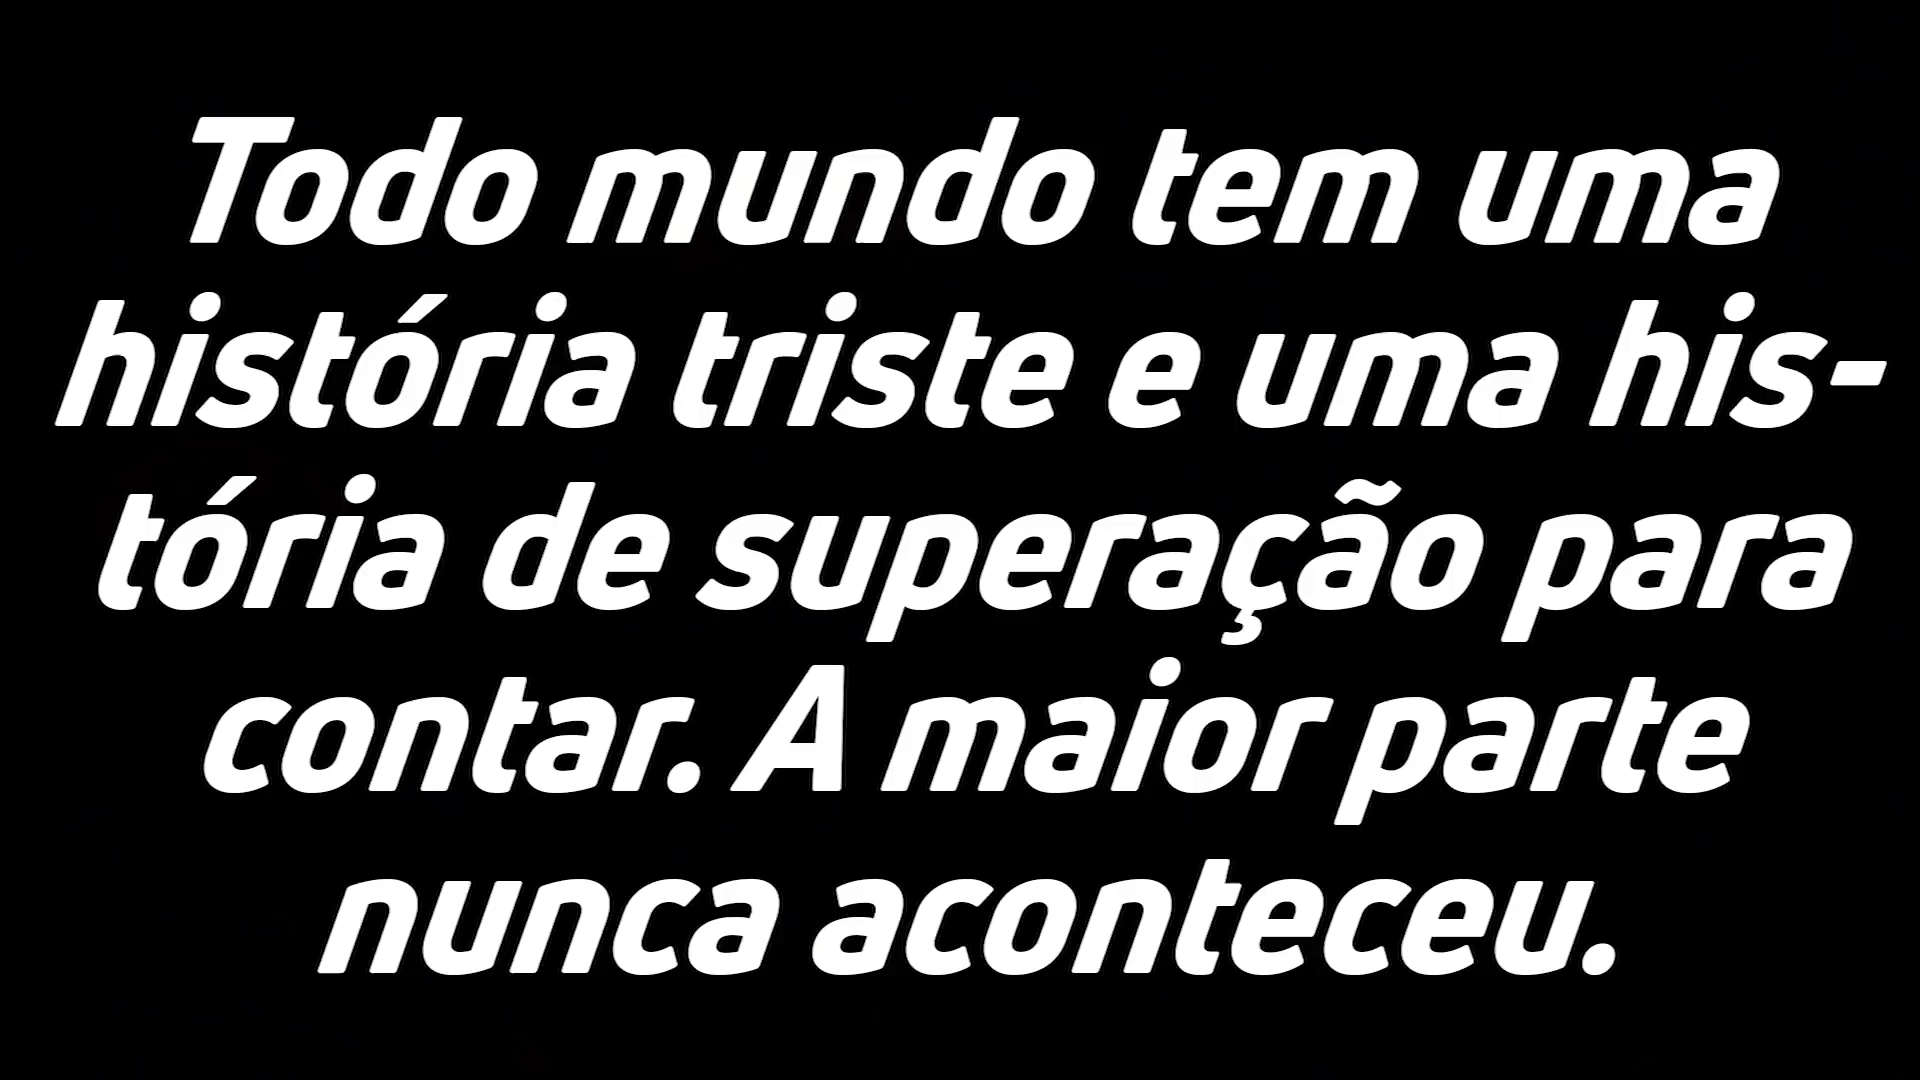 Todo mundo tem uma
história triste e uma his-
tória de superação para
contar. A maior parte
nunca aconteceu.